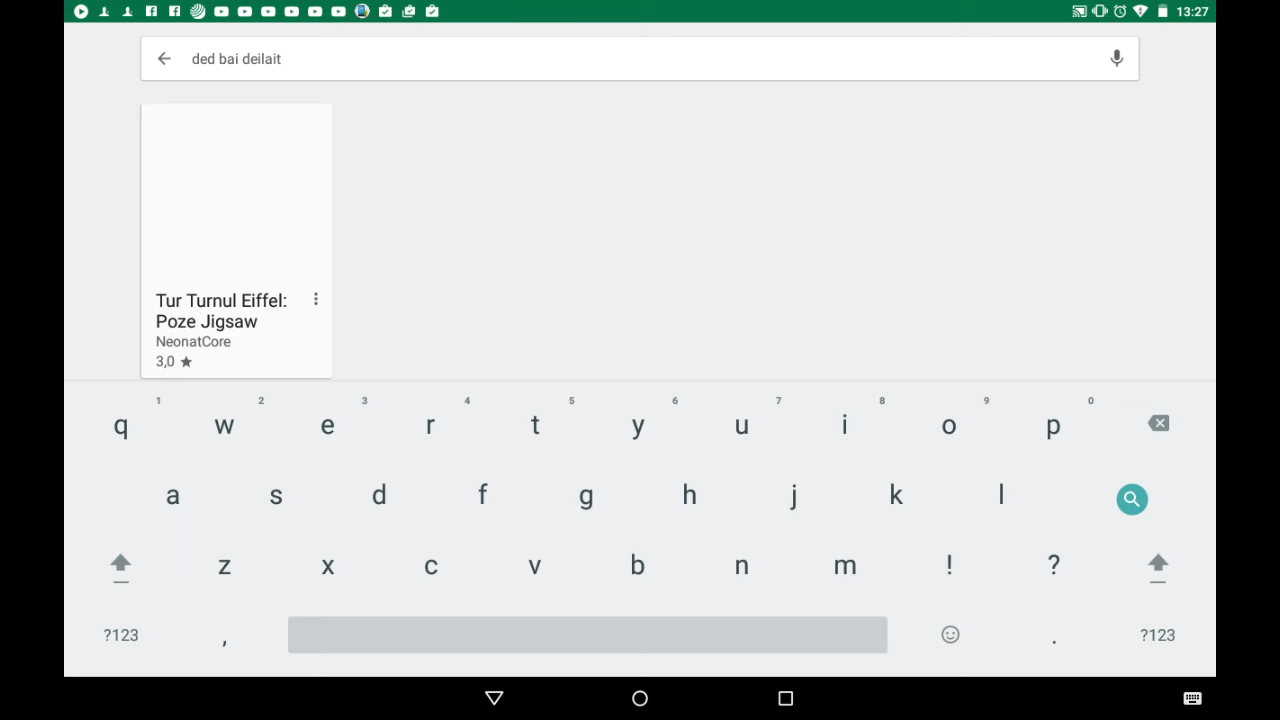 13:27
ded bai deilait
Tur Turnul Eiffel:
Poze Jigsaw
NeonatCore
3,0 ★
1 2 3 4 5 6 7 8 9 0
q w e r t y u i o p
a s d f g h j k l
z x c v b n m ! ?
?123 , . ?123